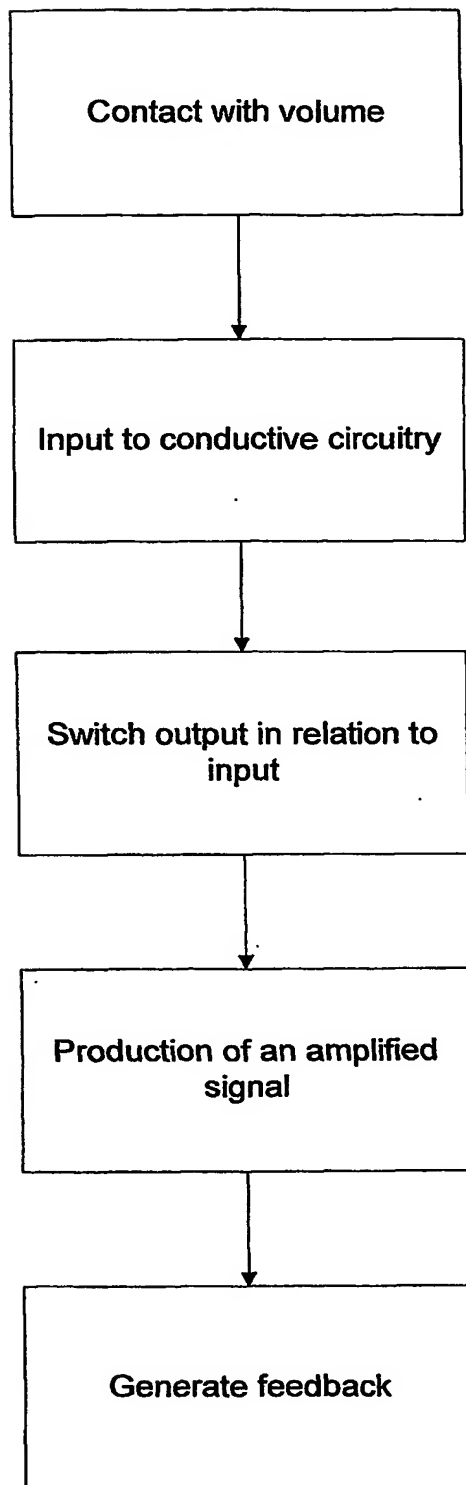 Contact with volume
Input to conductive circuitry
Switch output in relation to
input
Production of an amplified
signal
Generate feedback